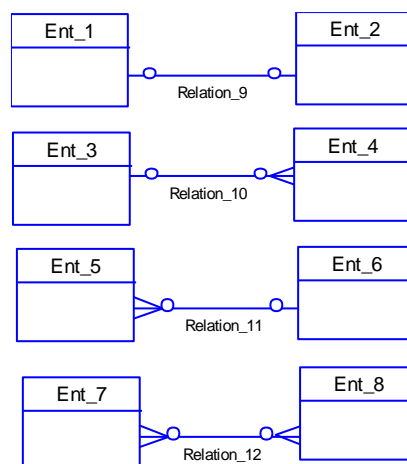 Ent_1
Ent_2
Relation_9
Ent_3
Ent_4
Relation_10
Ent_5
Ent_6
Relation_11
Ent_7
Ent_8
Relation_12